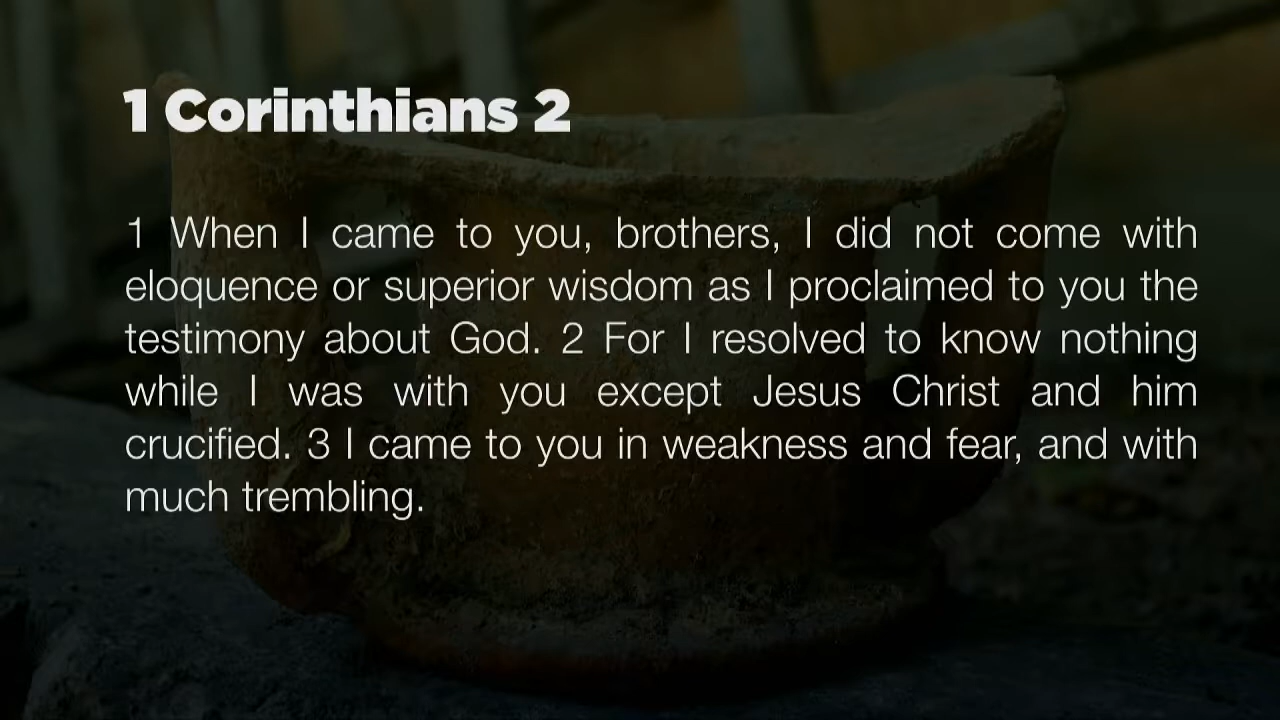 1 Corinthians 2
1 When I came to you, brothers, I did not come with
eloquence or superior wisdom as I proclaimed to you the
testimony about God. 2 For I resolved to know nothing
while I was with you except Jesus Christ and him
crucified. 3 I came to you in weakness and fear, and with
much trembling.